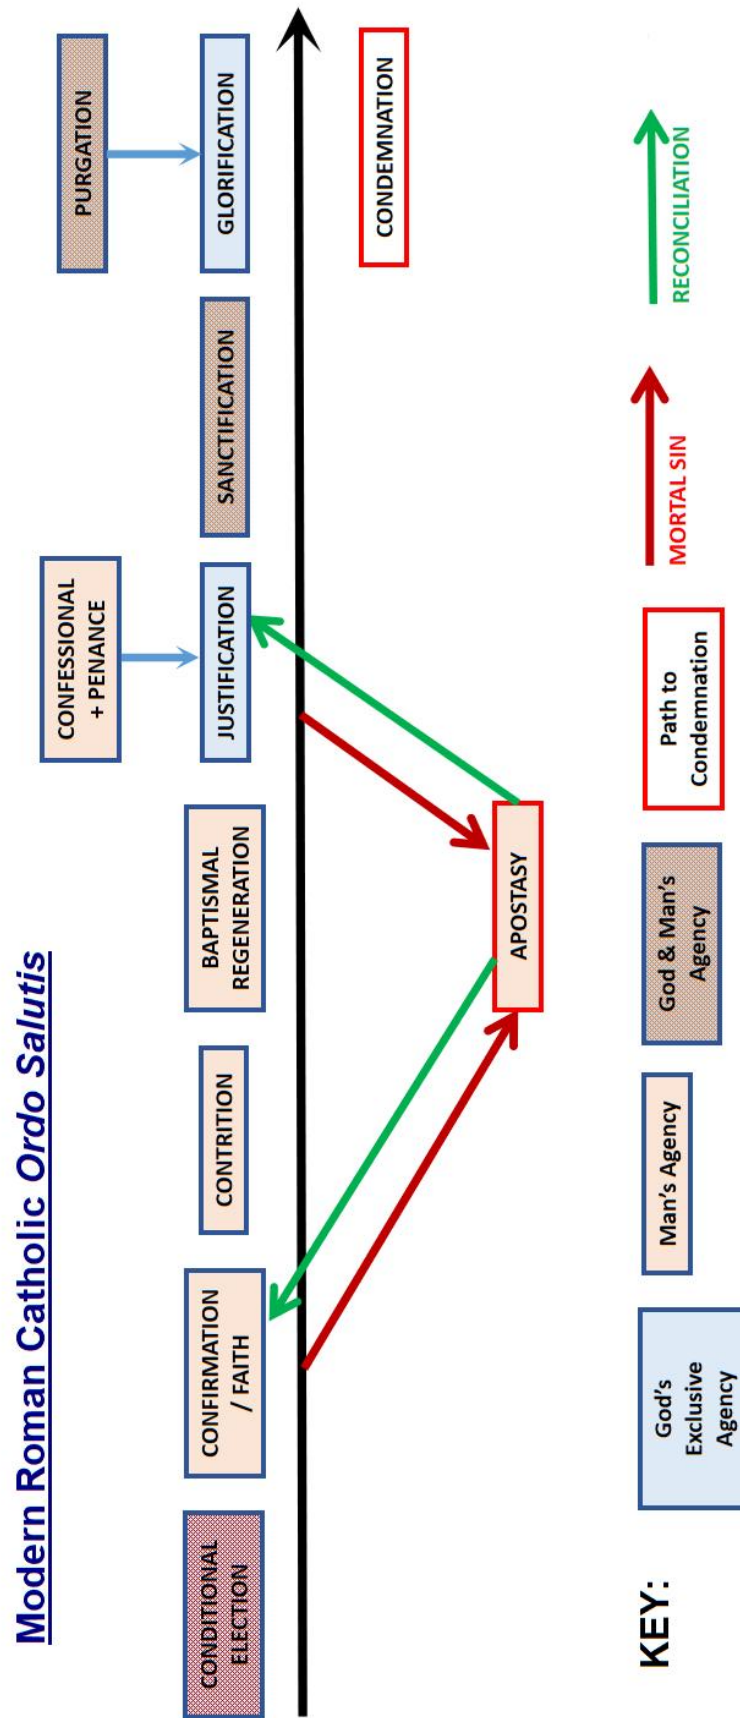 Modern Roman Catholic Ordo Salutis
CONDITIONAL
ELECTION
CONFIRMATION
/ FAITH
CONTRITION
BAPTISMAL
REGENERATION
CONFESSIONAL
+ PENANCE
JUSTIFICATION
SANCTIFICATION
PURGATION
GLORIFICATION
CONDEMNATION
APOSTASY
KEY:
God's
Exclusive
Agency
Man's Agency
God & Man's
Agency
Path to
Condemnation
MORTAL SIN
RECONCILIATION